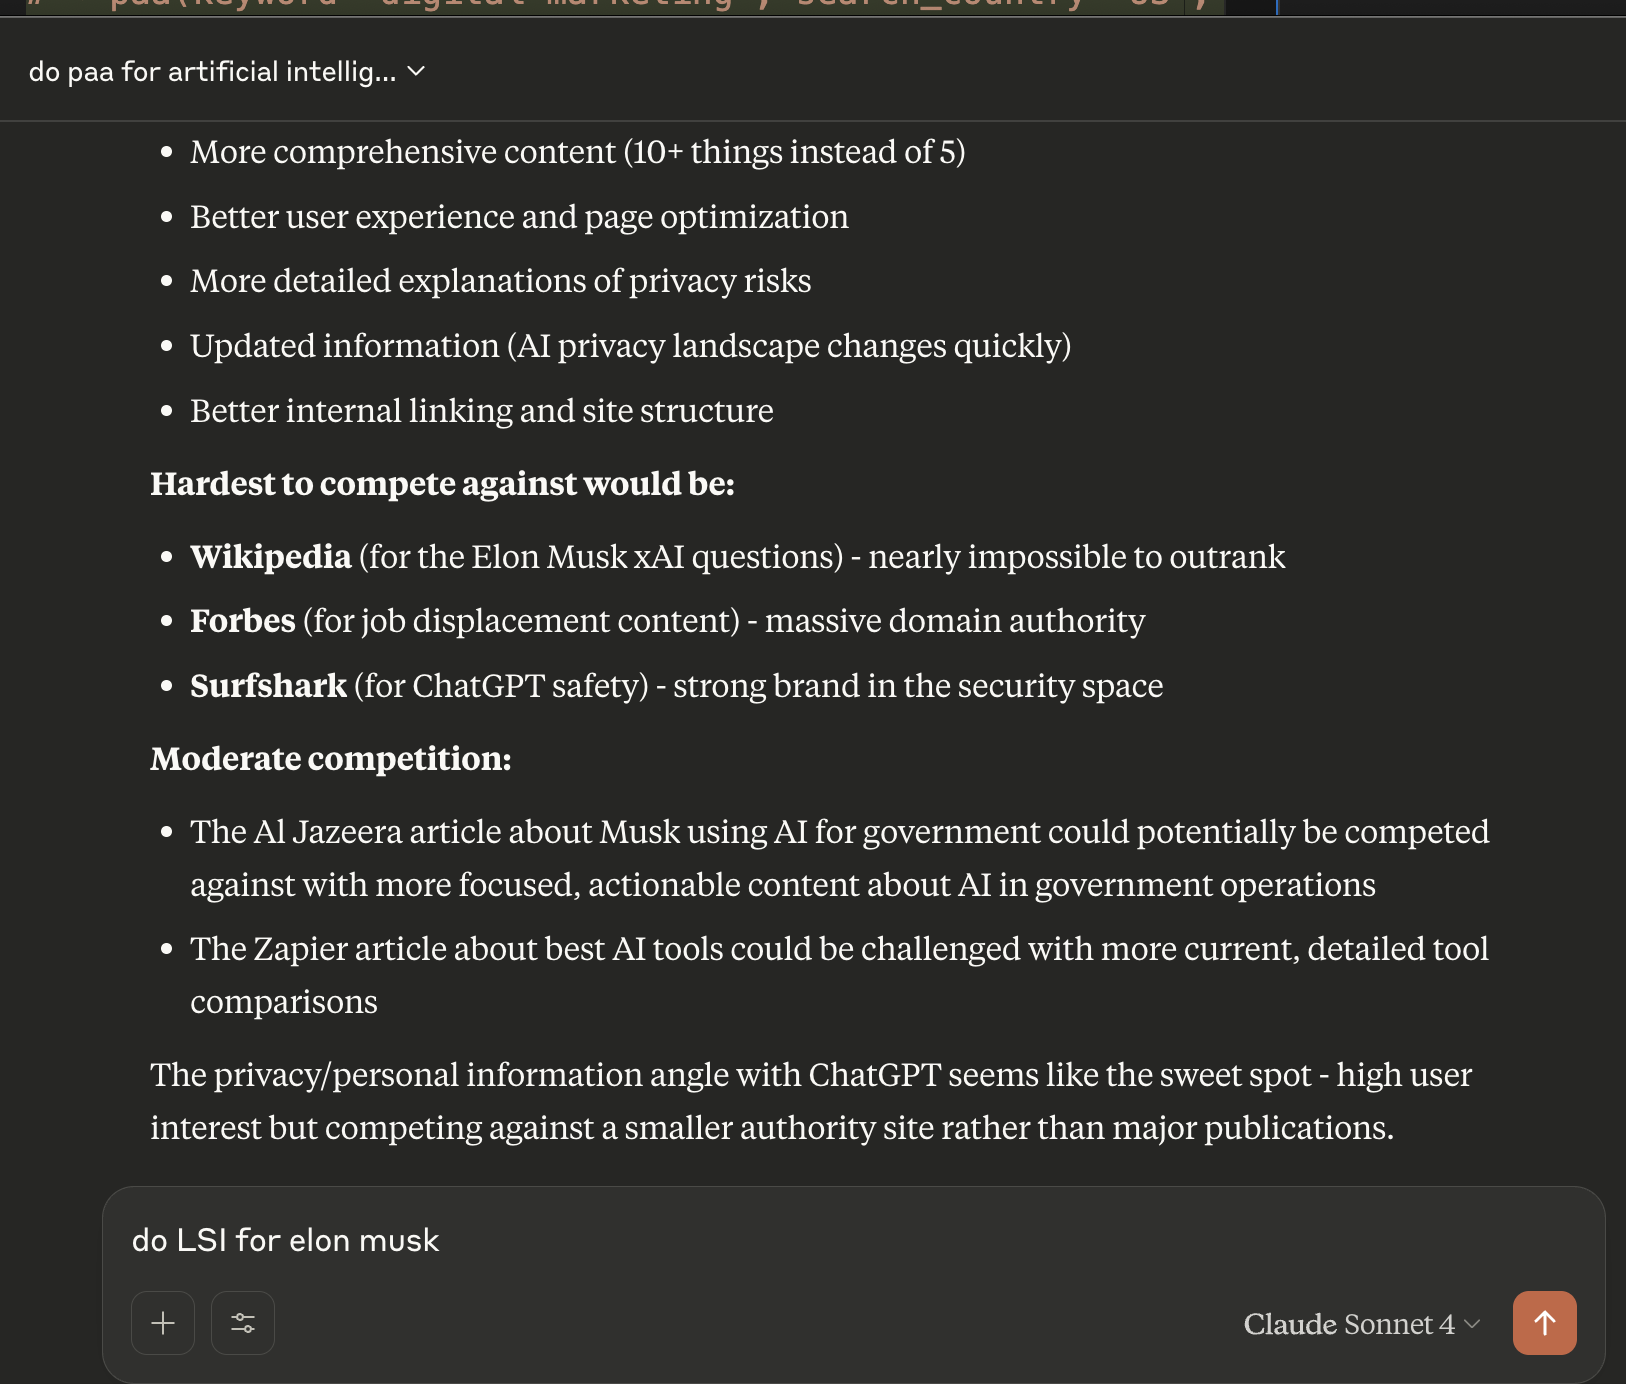 # paa(keyword="digital marketing", search_country="US",
do paa for artificial intellig...
More comprehensive content (10+ things instead of 5)
Better user experience and page optimization
More detailed explanations of privacy risks
Updated information (AI privacy landscape changes quickly)
Better internal linking and site structure
Hardest to compete against would be:
Wikipedia (for the Elon Musk xAI questions) - nearly impossible to outrank
Forbes (for job displacement content) - massive domain authority
Surfshark (for ChatGPT safety) - strong brand in the security space
Moderate competition:
The Al Jazeera article about Musk using AI for government could potentially be competed
against with more focused, actionable content about AI in government operations
The Zapier article about best AI tools could be challenged with more current, detailed tool
comparisons
The privacy/personal information angle with ChatGPT seems like the sweet spot - high user
interest but competing against a smaller authority site rather than major publications.
do LSI for elon musk
Claude Sonnet 4